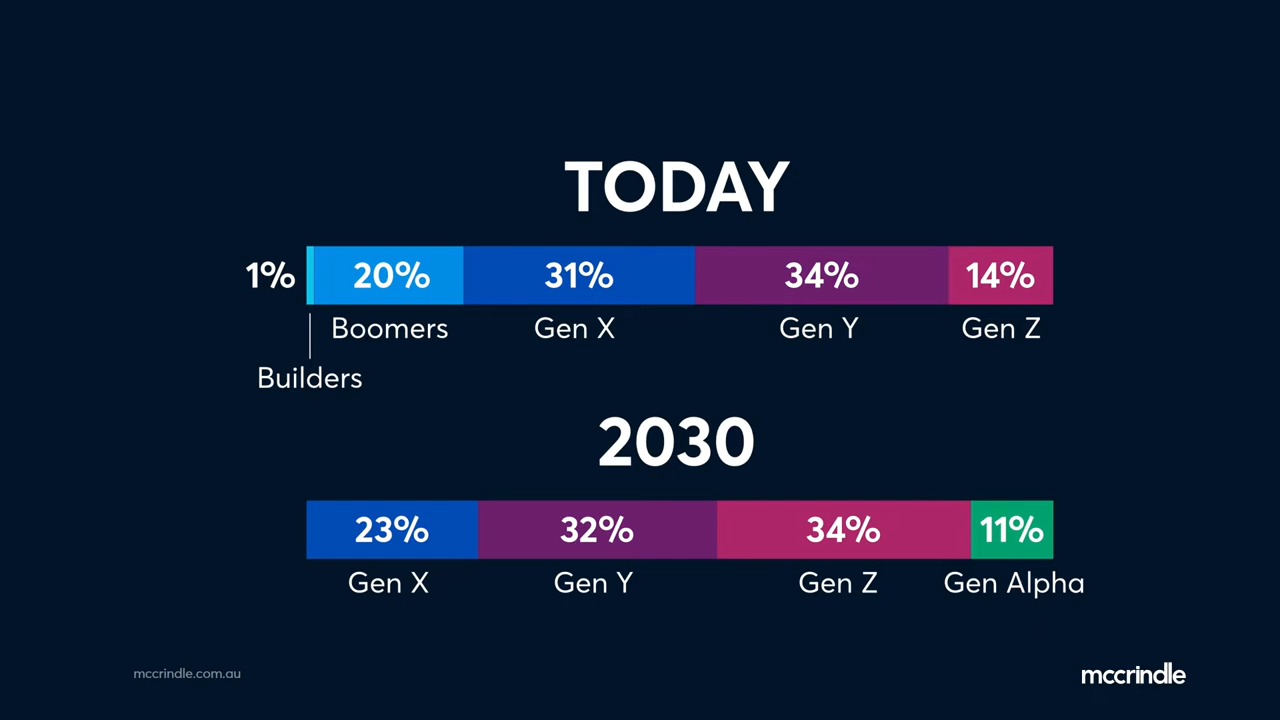 TODAY
1% 20% 31% 34% 14%
Boomers Gen X Gen Y Gen Z
Builders
2030
23% 32% 34% 11%
Gen X Gen Y Gen Z Gen Alpha
mccrindle.com.au mccrindle